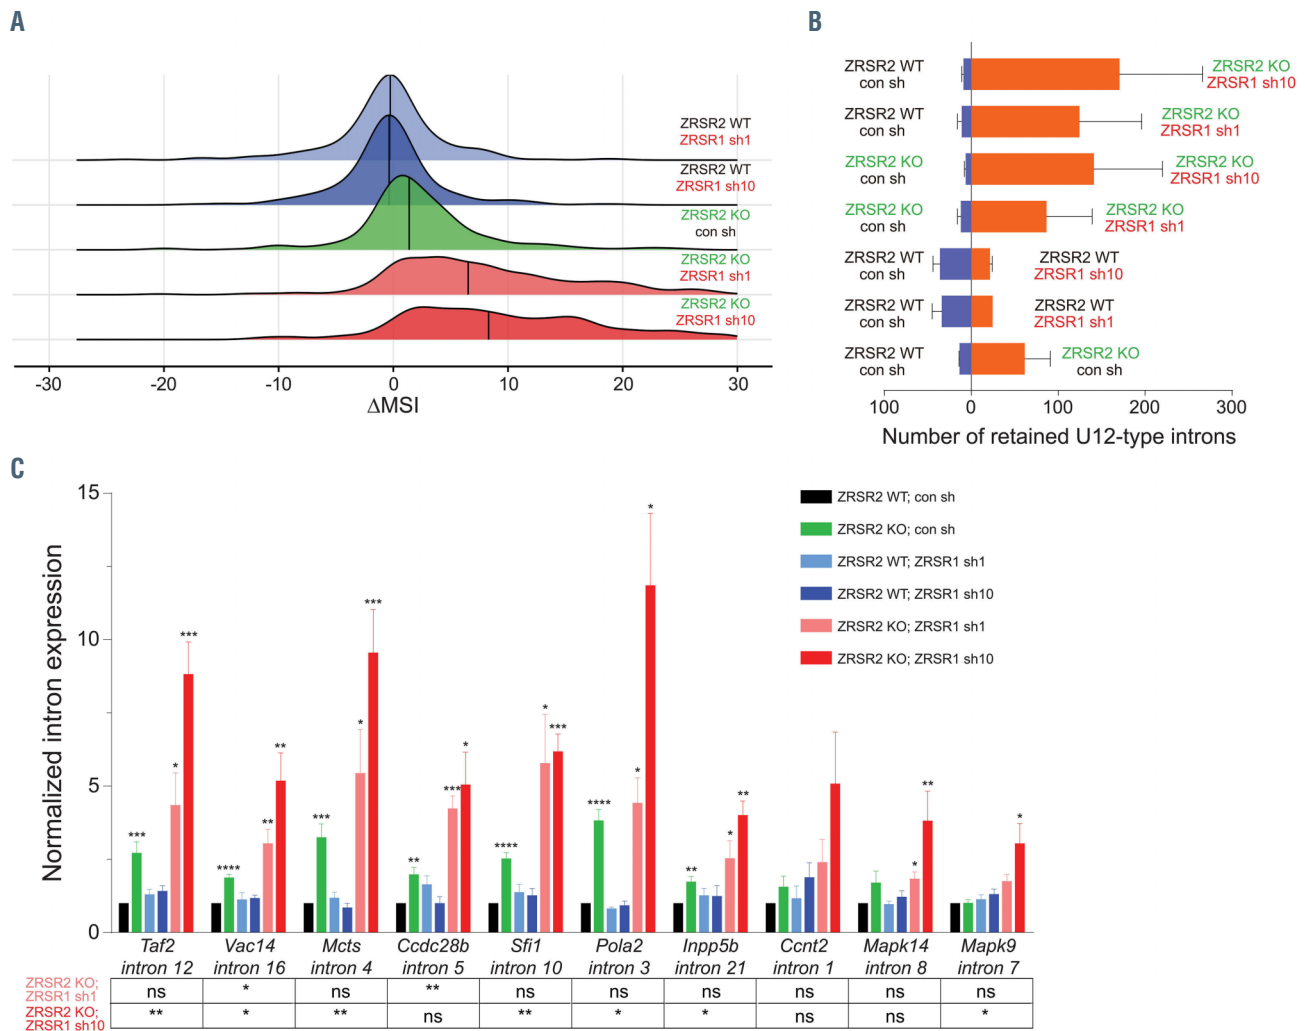 A
ZRSR2 WT
ZRSR1 sh1
ZRSR2 WT
ZRSR1 sh10
ZRSR2 KO
con sh
ZRSR2 KO
ZRSR1 sh1
ZRSR2 KO
ZRSR1 sh10
-30 -20 -10 0 10 20 30
ΔMSI
B
ZRSR2 WT
con sh
ZRSR2 KO
ZRSR1 sh10
ZRSR2 WT
con sh
ZRSR2 KO
ZRSR1 sh1
ZRSR2 KO
con sh
ZRSR2 KO
ZRSR1 sh10
ZRSR2 KO
con sh
ZRSR2 KO
ZRSR1 sh1
ZRSR2 WT
con sh
ZRSR2 WT
ZRSR1 sh10
ZRSR2 WT
con sh
ZRSR2 WT
ZRSR1 sh1
ZRSR2 WT
con sh
ZRSR2 KO
con sh
100 0 100 200 300
Number of retained U12-type introns
C
Normalized intron expression
15
10
5
0
ZRSR2 WT; con sh
ZRSR2 KO; con sh
ZRSR2 WT; ZRSR1 sh1
ZRSR2 WT; ZRSR1 sh10
ZRSR2 KO; ZRSR1 sh1
ZRSR2 KO; ZRSR1 sh10
*** * ***
**** ** **
*** * ***
** *** *
**** * ***
**** * *
** * **
* **
*
Taf2 Vac14 Mcts Ccdc28b Sfi1 Pola2 Inpp5b Ccnt2 Mapk14 Mapk9
intron 12 intron 16 intron 4 intron 5 intron 10 intron 3 intron 21 intron 1 intron 8 intron 7
ZRSR2 KO;
ZRSR1 sh1
ns * ns ** ns ns ns ns ns ns
ZRSR2 KO;
ZRSR1 sh10
** * ** ns ** * * ns ns *